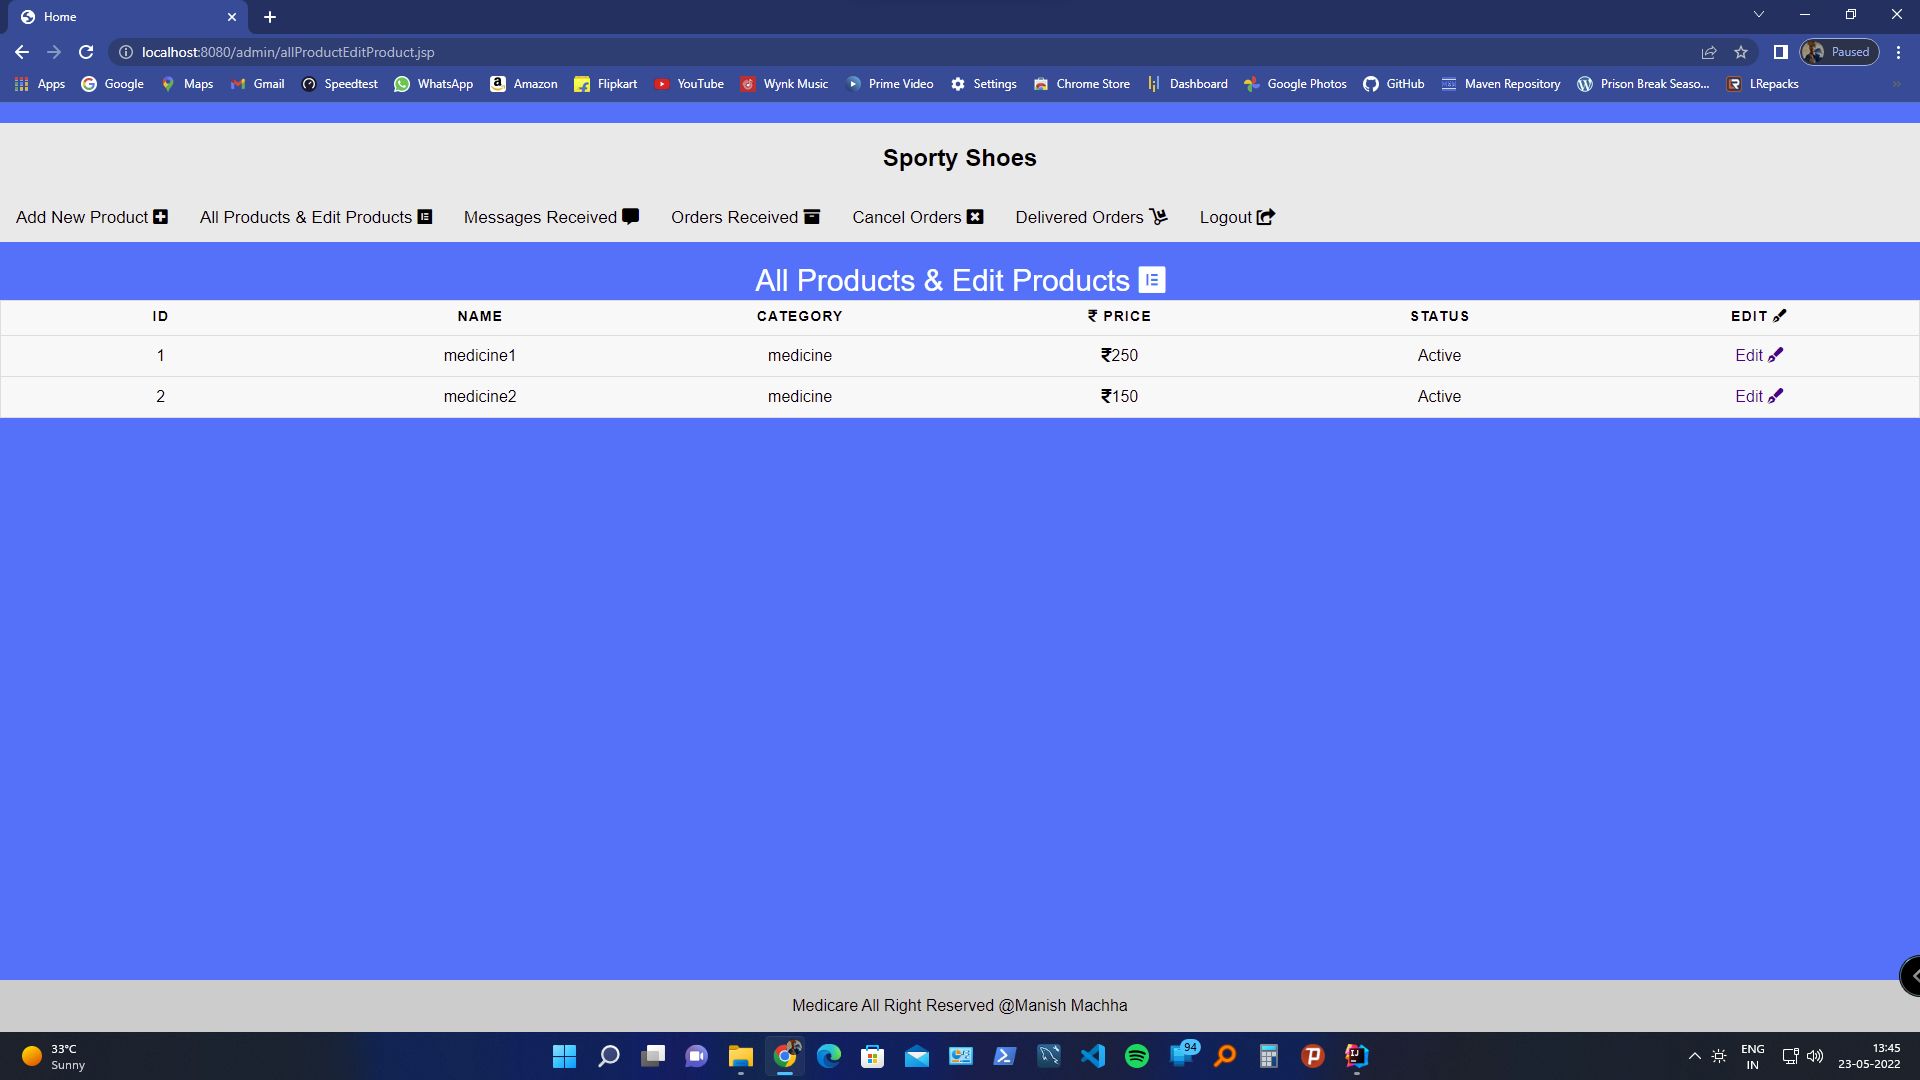 Home
localhost:8080/admin/allProductEditProduct.jsp
Paused
Apps Google Maps Gmail Speedtest WhatsApp Amazon Flipkart YouTube Wynk Music Prime Video Settings Chrome Store Dashboard Google Photos GitHub Maven Repository Prison Break Seaso... LRepacks
Sporty Shoes
Add New Product All Products & Edit Products Messages Received Orders Received Cancel Orders Delivered Orders Logout
All Products & Edit Products
ID NAME CATEGORY ₹ PRICE STATUS EDIT
1 medicine1 medicine ₹250 Active Edit
2 medicine2 medicine ₹150 Active Edit
Medicare All Right Reserved @Manish Machha
33°C
Sunny
94
ENG
IN
13:45
23-05-2022